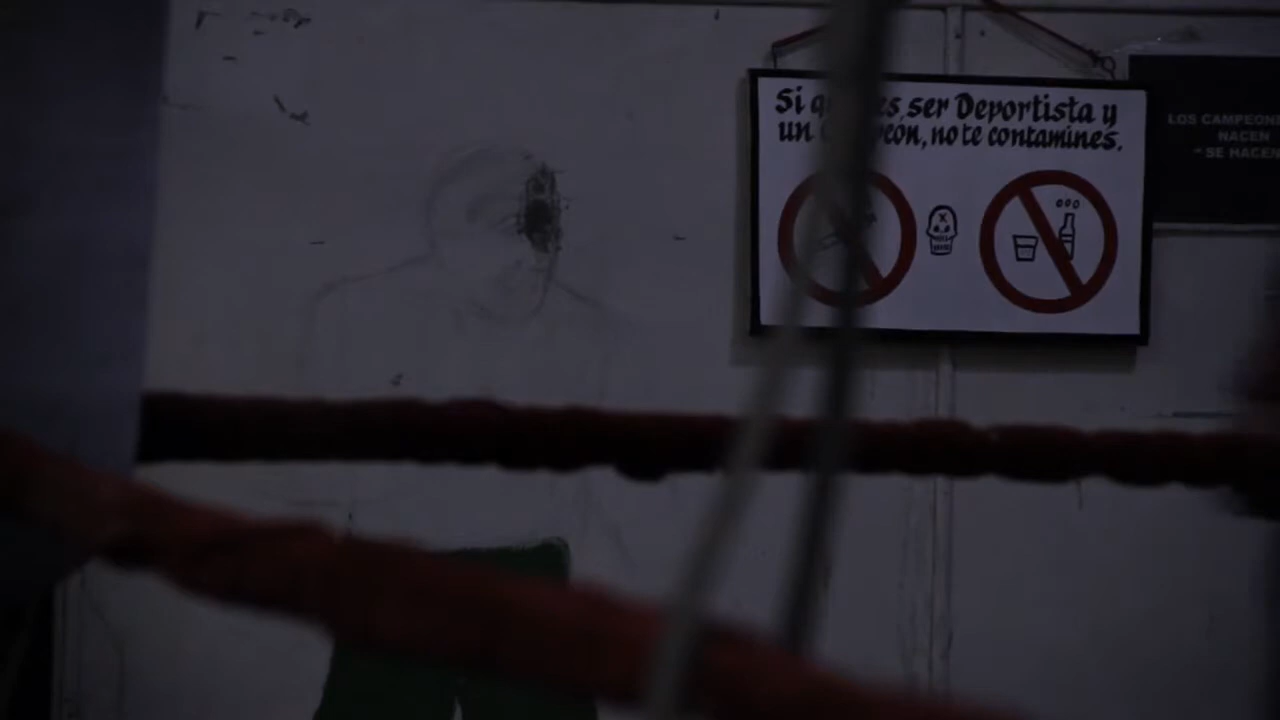 Si ser Deportista y
un no te contamines.
LOS
NACEN
" SE